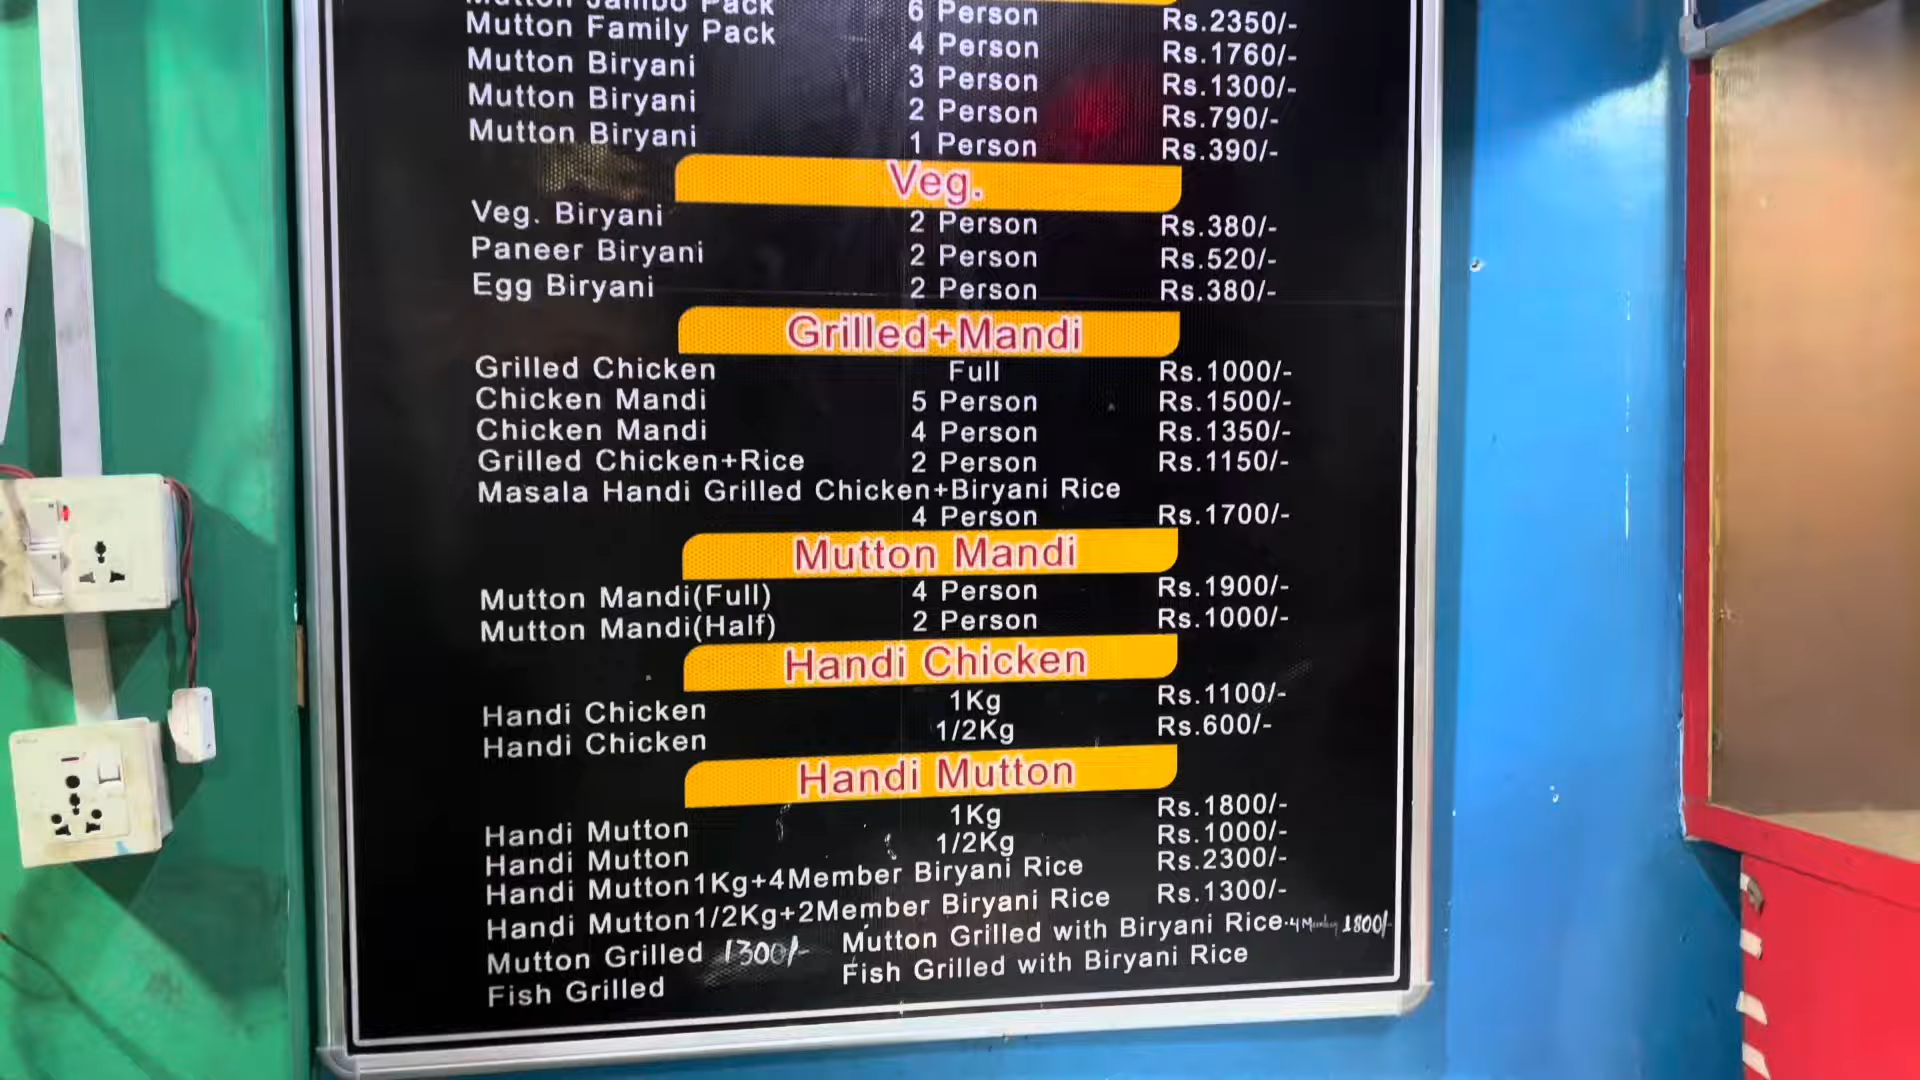 Mutton Jambo Pack 6 Person Rs.2350/-
Mutton Family Pack 4 Person Rs.1760/-
Mutton Biryani 3 Person Rs.1300/-
Mutton Biryani 2 Person Rs.790/-
Mutton Biryani 1 Person Rs.390/-
Veg.
Veg. Biryani 2 Person Rs.380/-
Paneer Biryani 2 Person Rs.520/-
Egg Biryani 2 Person Rs.380/-
Grilled+Mandi
Grilled Chicken Full Rs.1000/-
Chicken Mandi 5 Person Rs.1500/-
Chicken Mandi 4 Person Rs.1350/-
Grilled Chicken+Rice 2 Person Rs.1150/-
Masala Handi Grilled Chicken+Biryani Rice
4 Person Rs.1700/-
Mutton Mandi
Mutton Mandi(Full) 4 Person Rs.1900/-
Mutton Mandi(Half) 2 Person Rs.1000/-
Handi Chicken
Handi Chicken 1Kg Rs.1100/-
Handi Chicken 1/2Kg Rs.600/-
Handi Mutton
Handi Mutton 1Kg Rs.1800/-
Handi Mutton 1/2Kg Rs.1000/-
Handi Mutton1Kg+4Member Biryani Rice Rs.2300/-
Handi Mutton1/2Kg+2Member Biryani Rice Rs.1300/-
Mutton Grilled 1300/- Mutton Grilled with Biryani Rice 4 1800/-
Fish Grilled Fish Grilled with Biryani Rice